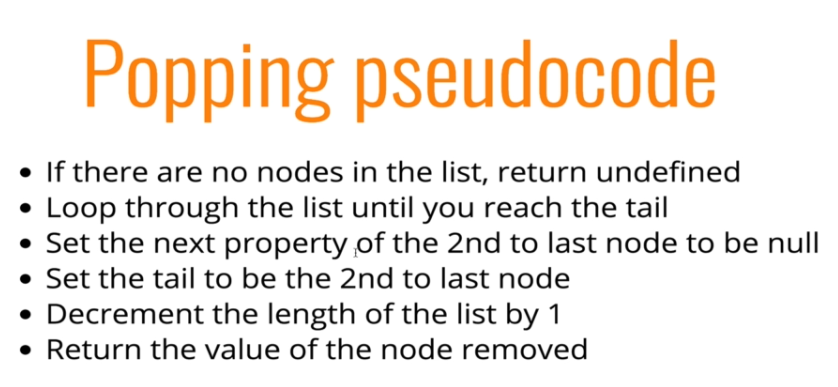 Popping pseudocode
• If there are no nodes in the list, return undefined
• Loop through the list until you reach the tail
• Set the next property of the 2nd to last node to be null
• Set the tail to be the 2nd to last node
• Decrement the length of the list by 1
• Return the value of the node removed